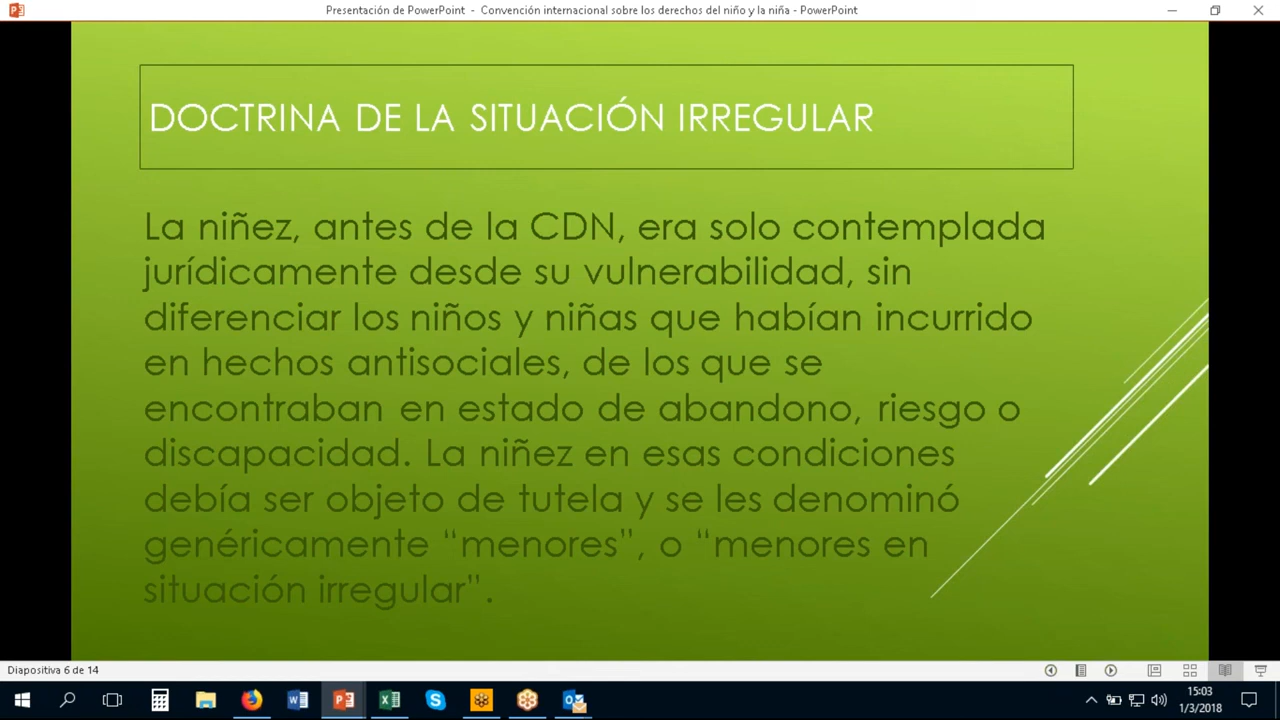 Presentación de PowerPoint - Convención internacional sobre los derechos del niño y la niña - PowerPoint
DOCTRINA DE LA SITUACIÓN IRREGULAR
La niñez, antes de la CDN, era solo contemplada
jurídicamente desde su vulnerabilidad, sin
diferenciar los niños y niñas que habían incurrido
en hechos antisociales, de los que se
encontraban en estado de abandono, riesgo o
discapacidad. La niñez en esas condiciones
debía ser objeto de tutela y se les denominó
genéricamente “menores”, o “menores en
situación irregular”.
Diapositiva 6 de 14
15:03
1/3/2018